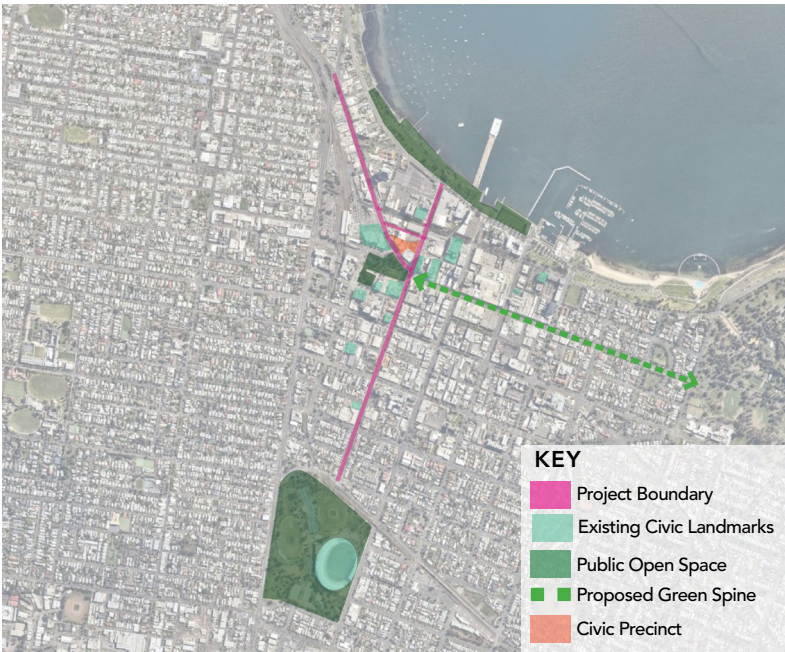 KEY
Project Boundary
Existing Civic Landmarks
Public Open Space
Proposed Green Spine
Civic Precinct